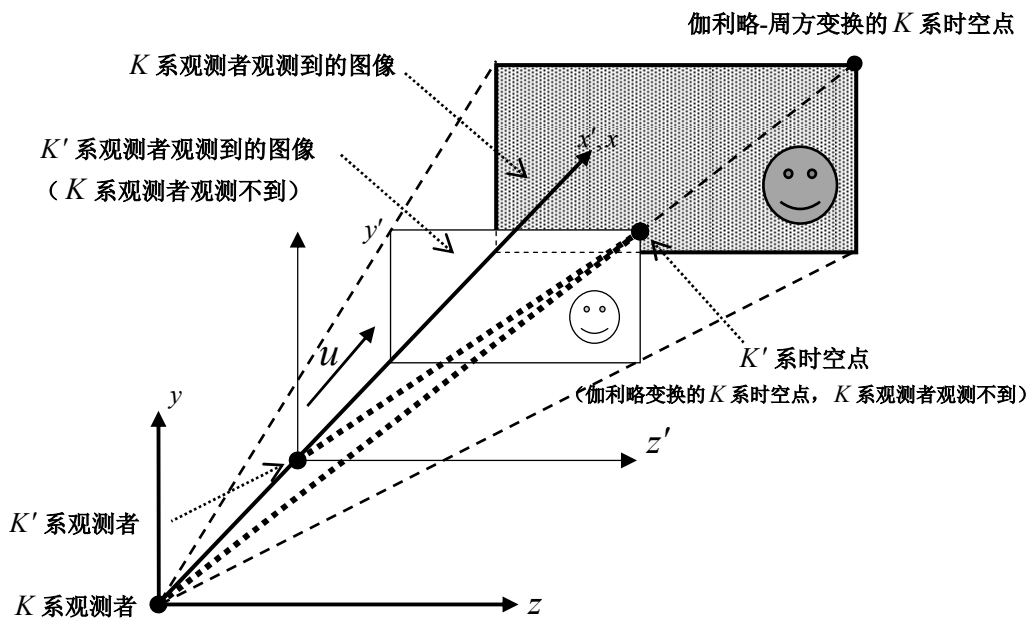 伽利略-周方变换的 K 系时空点
K 系观测者观测到的图像
x′, x
K′ 系观测者观测到的图像
（ K 系观测者观测不到）
y′
u
K′ 系时空点
（伽利略变换的 K 系时空点， K 系观测者观测不到）
y
z′
K′ 系观测者
K 系观测者
z